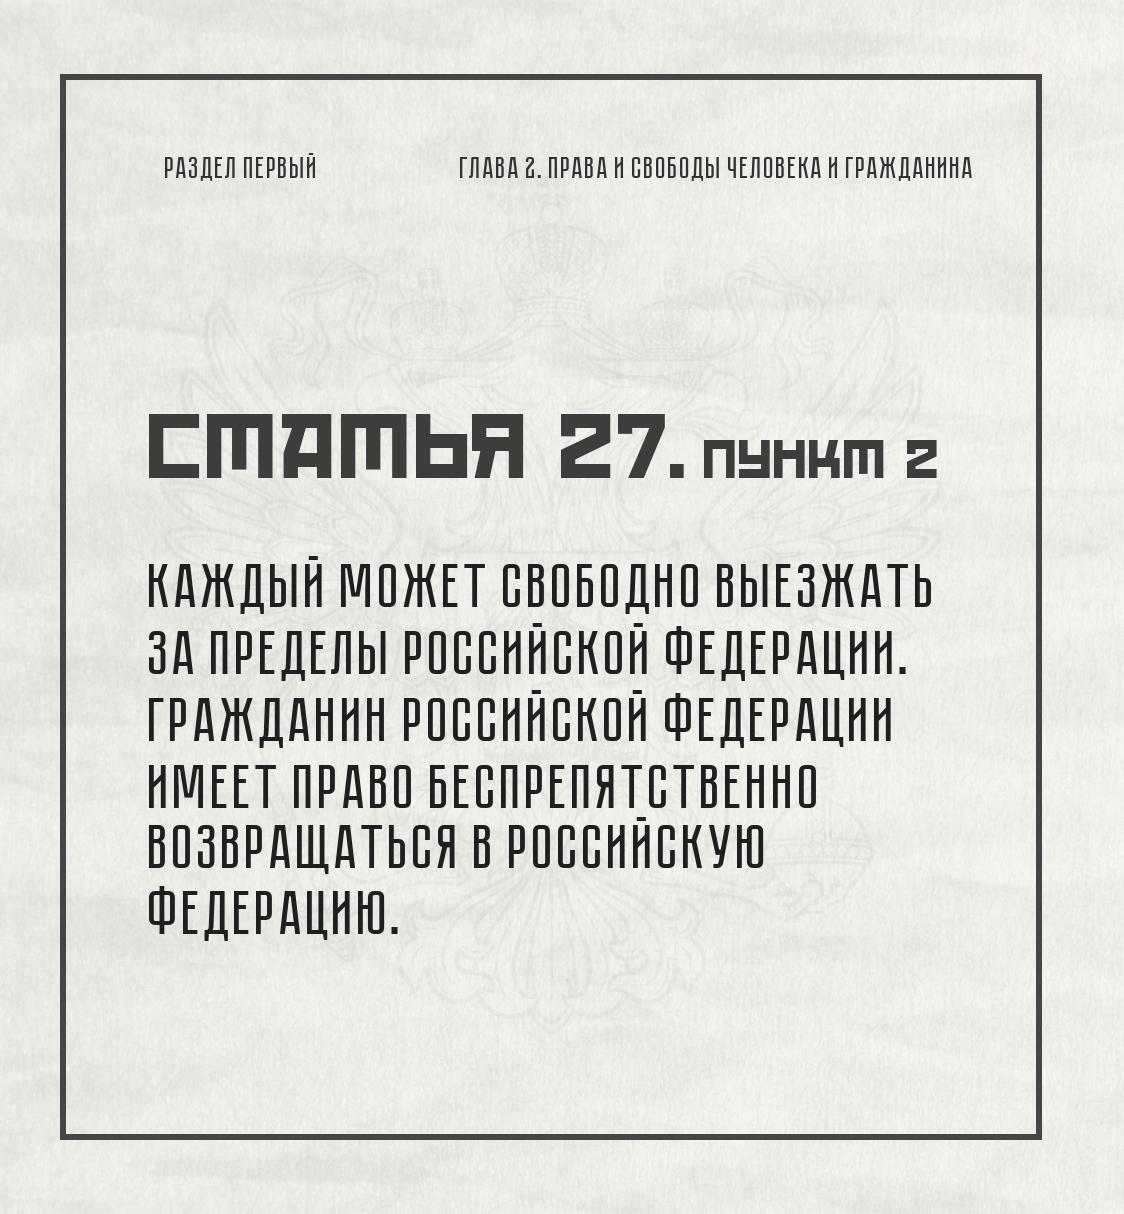 РАЗДЕЛ ПЕРВЫЙ
ГЛАВА 2. ПРАВА И СВОБОДЫ ЧЕЛОВЕКА И ГРАЖДАНИНА
СТАТЬЯ 27. ПУНКТ 2
КАЖДЫЙ МОЖЕТ СВОБОДНО ВЫЕЗЖАТЬ
ЗА ПРЕДЕЛЫ РОССИЙСКОЙ ФЕДЕРАЦИИ.
ГРАЖДАНИН РОССИЙСКОЙ ФЕДЕРАЦИИ
ИМЕЕТ ПРАВО БЕСПРЕПЯТСТВЕННО
ВОЗВРАЩАТЬСЯ В РОССИЙСКУЮ
ФЕДЕРАЦИЮ.